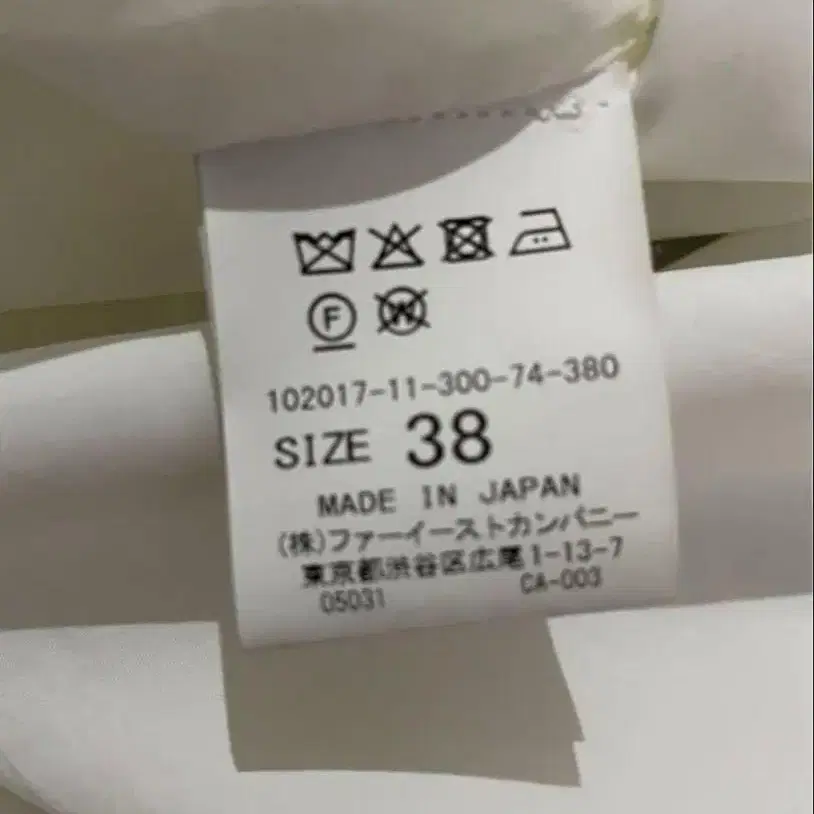 F W
102017-11-300-74-380
SIZE 38
MADE IN JAPAN
(株)ファーイーストカンパニー
東京都渋谷区広尾1-13-7
05031 CA-003